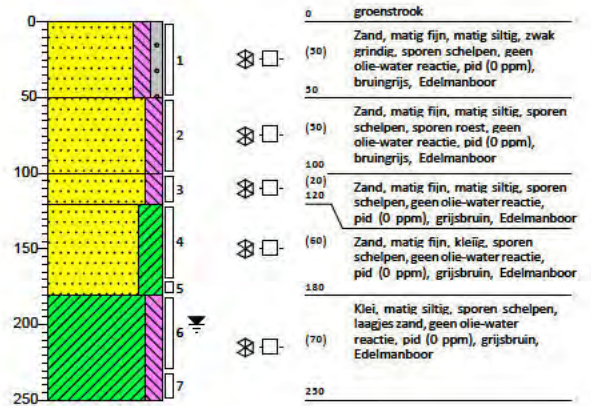 0
50
100
150
200
250
1
2
3
4
5
6
7
0 groenstrook
(50) Zand, matig fijn, matig siltig, zwak
grindig, sporen schelpen, geen
olie-water reactie, pid (0 ppm),
bruingrijs, Edelmanboor
50
(50) Zand, matig fijn, matig siltig, sporen
schelpen, sporen roest, geen
olie-water reactie, pid (0 ppm),
bruingrijs, Edelmanboor
100
(20) Zand, matig fijn, matig siltig, sporen
schelpen, geen olie-water reactie,
pid (0 ppm), grijsbruin, Edelmanboor
120
(60) Zand, matig fijn, kleiïg, sporen
schelpen, geen olie-water reactie,
pid (0 ppm), grijsbruin, Edelmanboor
180
(70) Klei, matig siltig, sporen schelpen,
laagjes zand, geen olie-water
reactie, pid (0 ppm), grijsbruin,
Edelmanboor
250